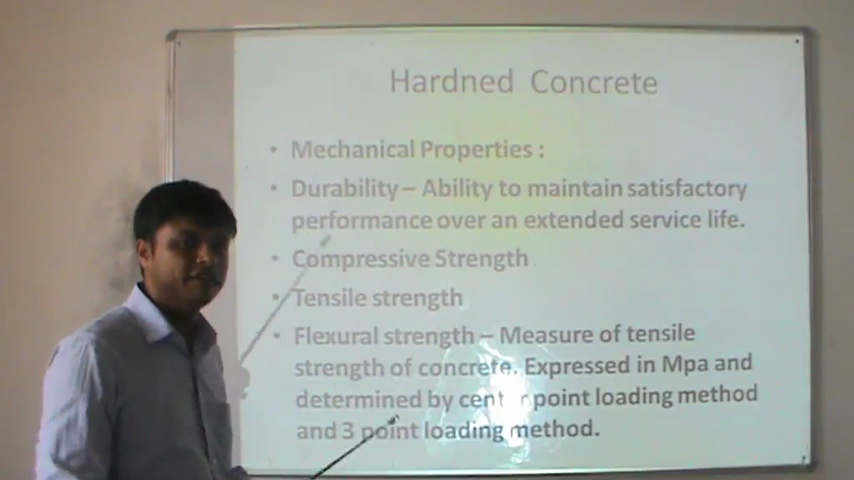 Hardned Concrete
• Mechanical Properties :
• Durability – Ability to maintain satisfactory
performance over an extended service life.
• Compressive Strength
• Tensile strength
• Flexural strength – Measure of tensile
strength of concrete. Expressed in Mpa and
determined by center point loading method
and 3 point loading method.